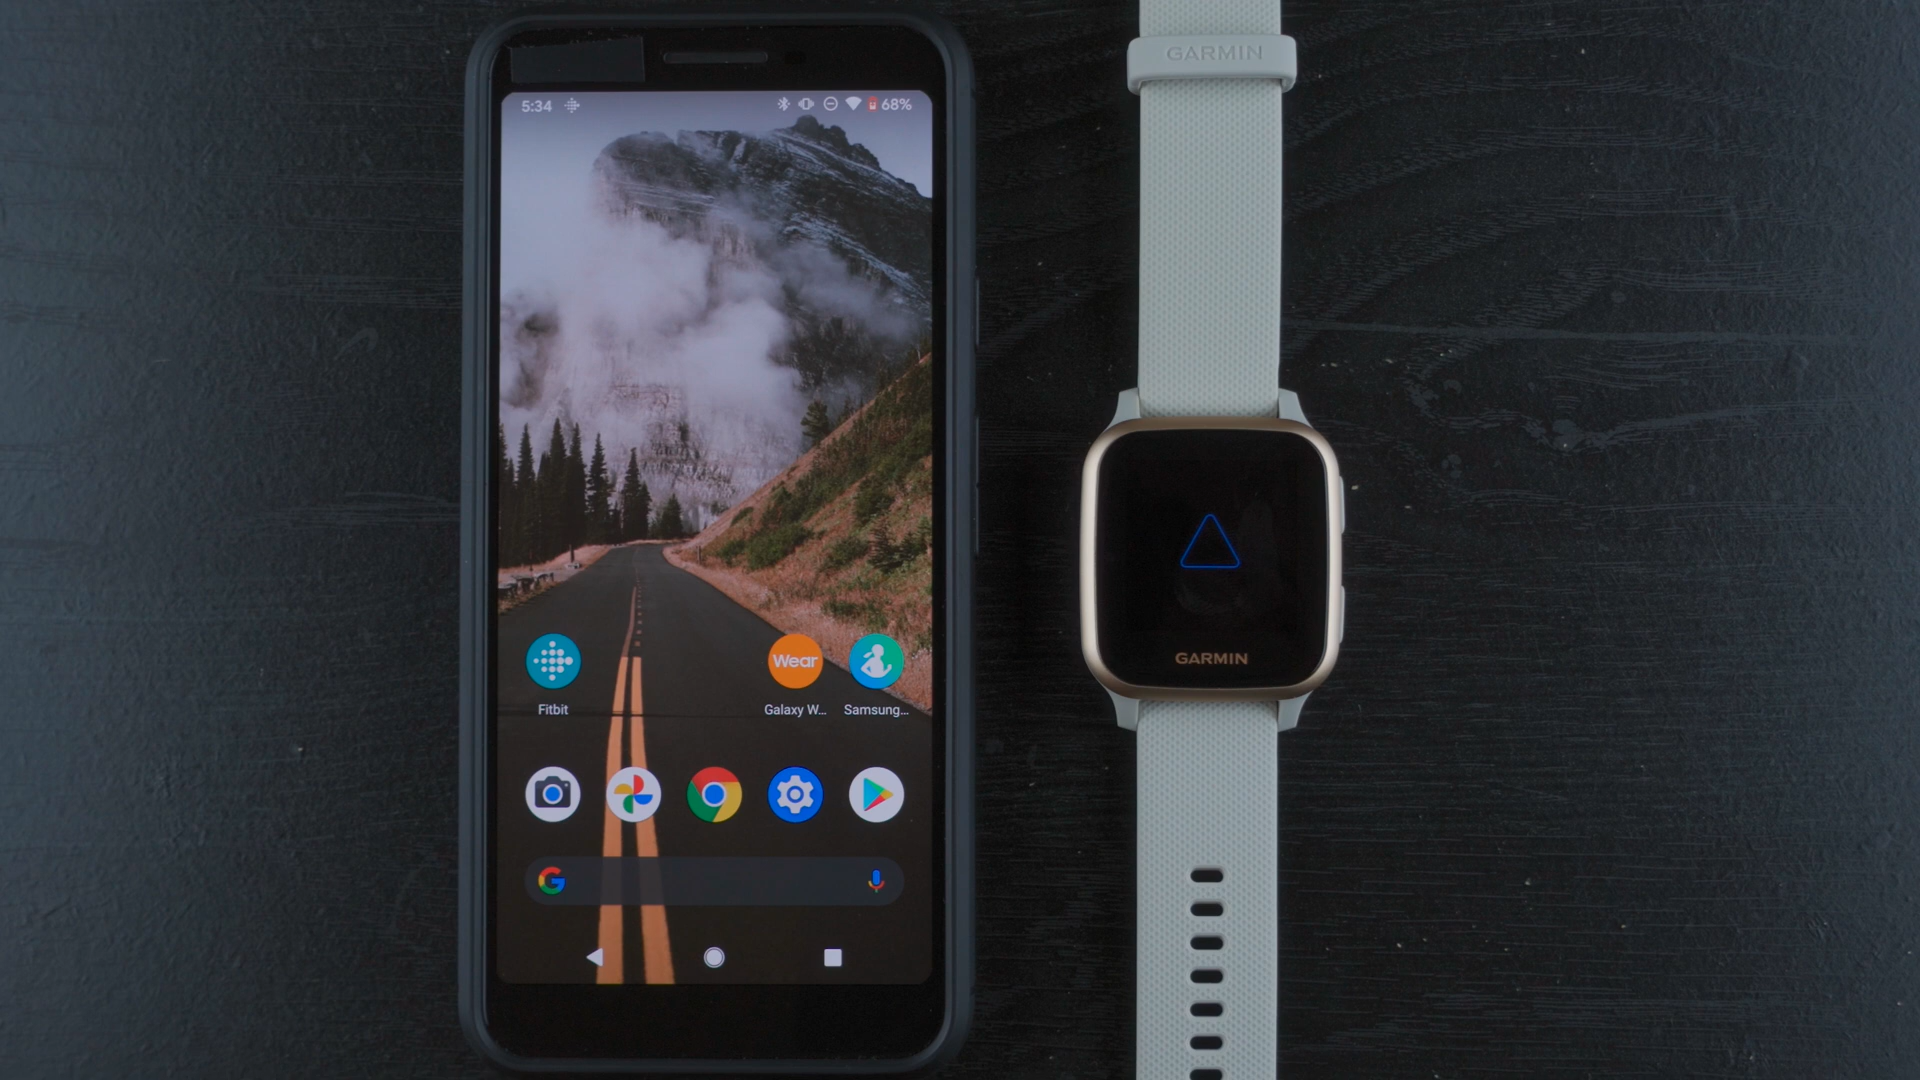 GARMIN
5:34
68%
Wear
Fitbit
Galaxy W...
Samsung...
GARMIN